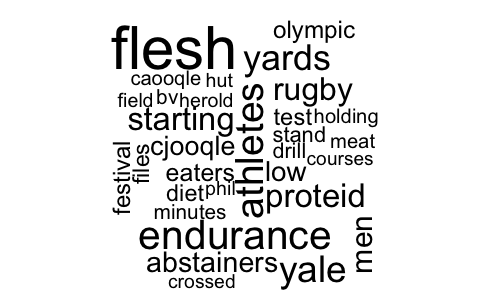 olympic
flesh yards
caooqle hut rugby
field bv herold
starting athletes test holding
stand meat
cjooqle drill courses
festival files eaters low
diet phil proteid
minutes
endurance men
abstainers yale
crossed